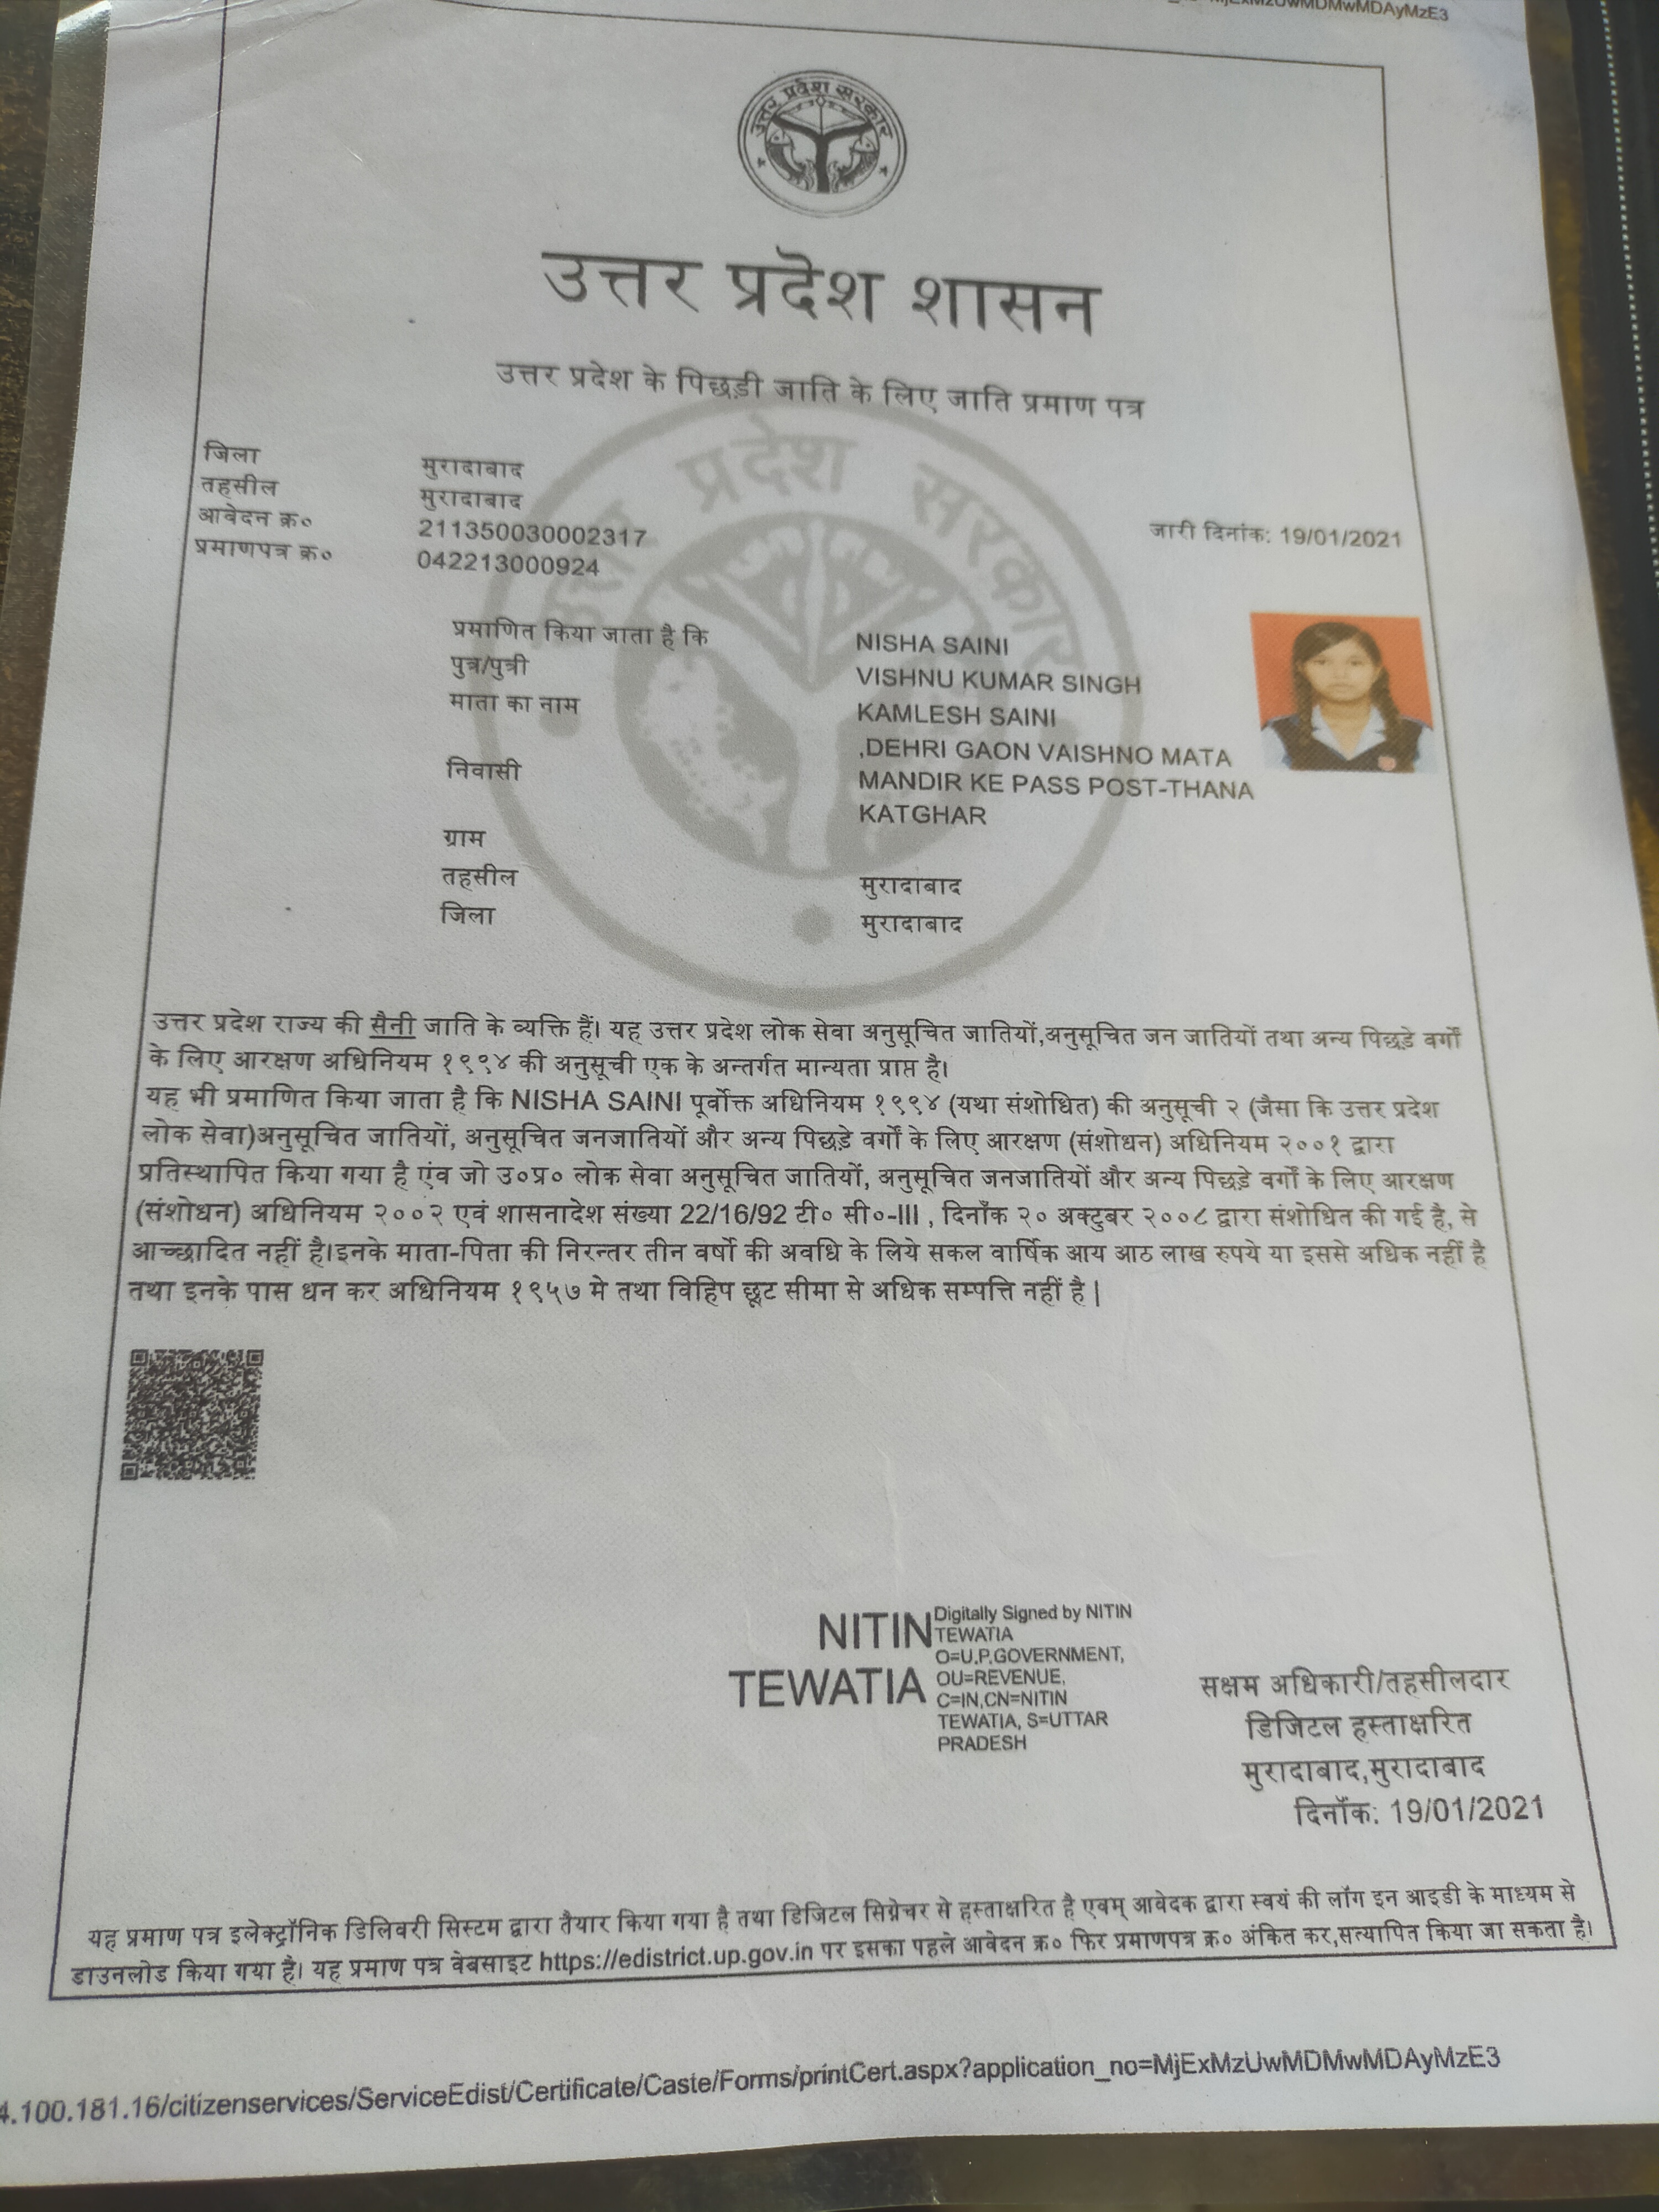 MjExMzUwMDMwMDAyMzE3
उत्तर प्रदेश सरकार
उत्तर प्रदेश शासन
उत्तर प्रदेश के पिछड़ी जाति के लिए जाति प्रमाण पत्र
जिला मुरादाबाद
तहसील मुरादाबाद
आवेदन क्र० 211350030002317
जारी दिनांक: 19/01/2021
प्रमाणपत्र क्र० 042213000924
प्रमाणित किया जाता है कि NISHA SAINI
पुत्र/पुत्री VISHNU KUMAR SINGH
माता का नाम KAMLESH SAINI
निवासी ,DEHRI GAON VAISHNO MATA
MANDIR KE PASS POST-THANA
KATGHAR
ग्राम
तहसील मुरादाबाद
जिला मुरादाबाद
उत्तर प्रदेश राज्य की सैनी जाति के व्यक्ति हैं। यह उत्तर प्रदेश लोक सेवा अनुसूचित जातियों,अनुसूचित जन जातियों तथा अन्य पिछड़े वर्गों
के लिए आरक्षण अधिनियम १९९४ की अनुसूची एक के अन्तर्गत मान्यता प्राप्त है।
यह भी प्रमाणित किया जाता है कि NISHA SAINI पूर्वोक्त अधिनियम १९९४ (यथा संशोधित) की अनुसूची २ (जैसा कि उत्तर प्रदेश
लोक सेवा)अनुसूचित जातियों, अनुसूचित जनजातियों और अन्य पिछड़े वर्गों के लिए आरक्षण (संशोधन) अधिनियम २००१ द्वारा
प्रतिस्थापित किया गया है एंव जो उ०प्र० लोक सेवा अनुसूचित जातियों, अनुसूचित जनजातियों और अन्य पिछड़े वर्गों के लिए आरक्षण
(संशोधन) अधिनियम २००२ एवं शासनादेश संख्या 22/16/92 टी० सी०-III , दिनाँक २० अक्टुबर २००८ द्वारा संशोधित की गई है, से
आच्छादित नहीं है।इनके माता-पिता की निरन्तर तीन वर्षो की अवधि के लिये सकल वार्षिक आय आठ लाख रुपये या इससे अधिक नहीं है
तथा इनके पास धन कर अधिनियम १९५७ मे तथा विहिप छूट सीमा से अधिक सम्पत्ति नहीं है |
NITIN
TEWATIA
Digitally Signed by NITIN
TEWATIA
O=U.P.GOVERNMENT,
OU=REVENUE,
C=IN,CN=NITIN
TEWATIA, S=UTTAR
PRADESH
सक्षम अधिकारी/तहसीलदार
डिजिटल हस्ताक्षरित
मुरादाबाद,मुरादाबाद
दिनॉंक: 19/01/2021
यह प्रमाण पत्र इलेक्ट्रॉनिक डिलिवरी सिस्टम द्वारा तैयार किया गया है तथा डिजिटल सिग्नेचर से हस्ताक्षरित है एवम् आवेदक द्वारा स्वयं की लॉग इन आइडी के माध्यम से
डाउनलोड किया गया है। यह प्रमाण पत्र वेबसाइट https://edistrict.up.gov.in पर इसका पहले आवेदन क्र० फिर प्रमाणपत्र क्र० अंकित कर,सत्यापित किया जा सकता है।
4.100.181.16/citizenservices/ServiceEdist/Certificate/Caste/Forms/printCert.aspx?application_no=MjExMzUwMDMwMDAyMzE3